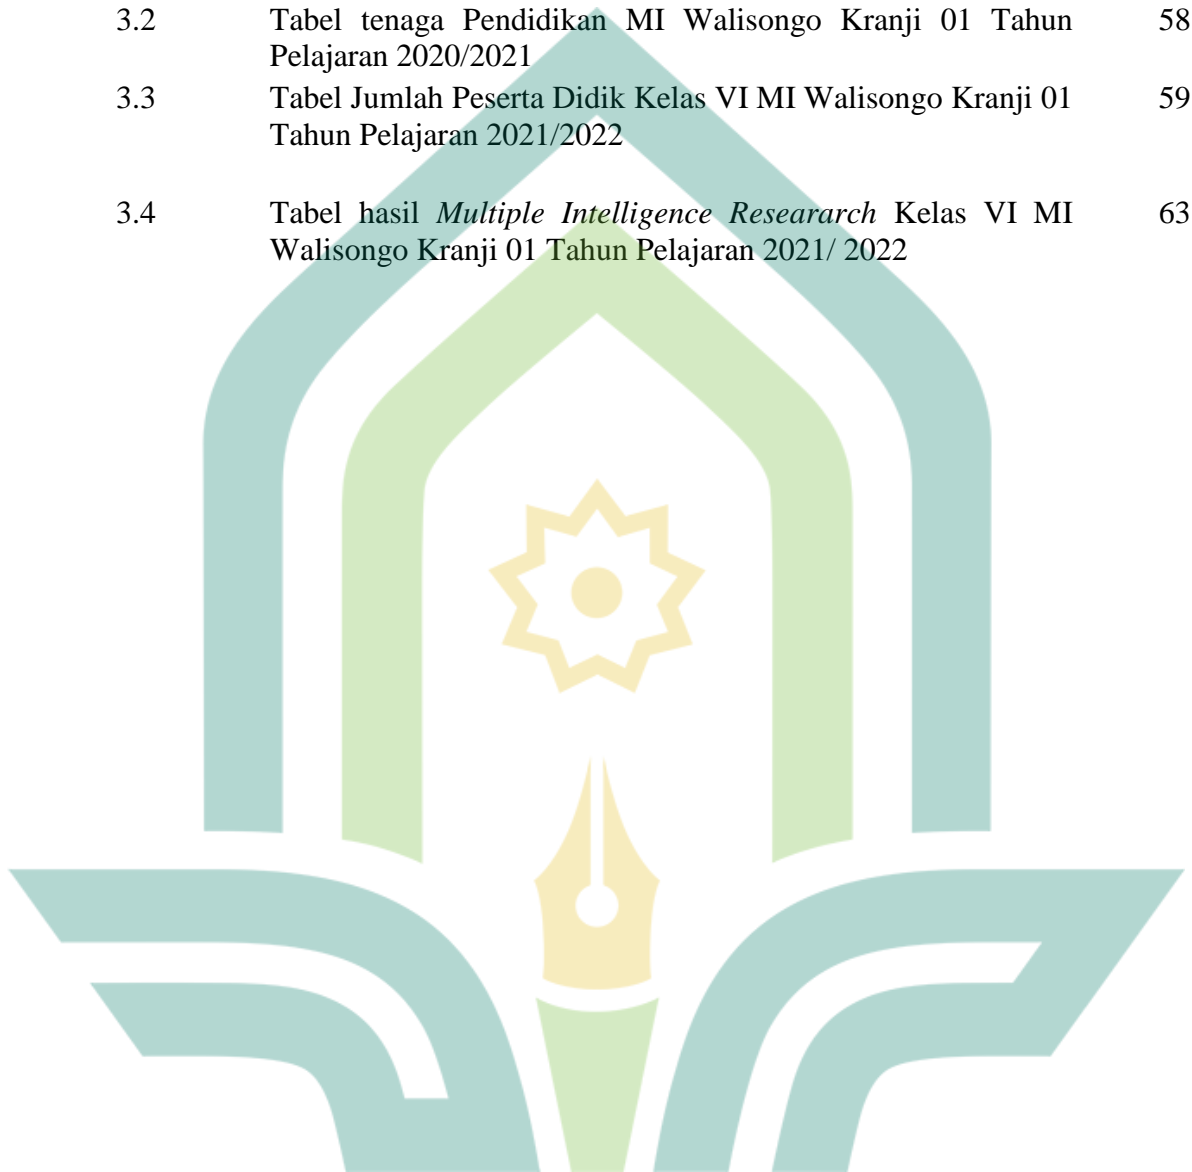 3.2 Tabel tenaga Pendidikan MI Walisongo Kranji 01 Tahun 58
Pelajaran 2020/2021
3.3 Tabel Jumlah Peserta Didik Kelas VI MI Walisongo Kranji 01 59
Tahun Pelajaran 2021/2022
3.4 Tabel hasil Multiple Intelligence Researarch Kelas VI MI 63
Walisongo Kranji 01 Tahun Pelajaran 2021/ 2022